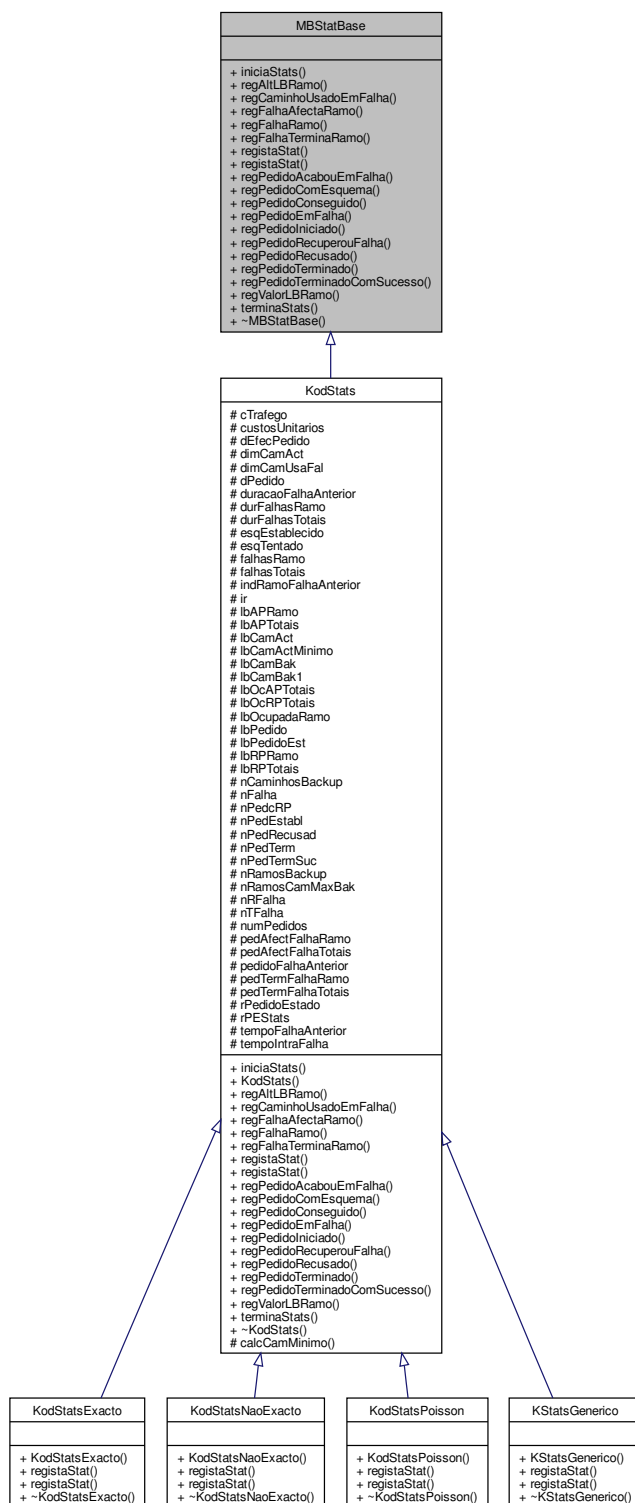 MBStatBase
+ iniciaStats()
+ regAltLBRamo()
+ regCaminhoUsadoEmFalha()
+ regFalhaAfectaRamo()
+ regFalhaRamo()
+ regFalhaTerminaRamo()
+ registaStat()
+ registaStat()
+ regPedidoAcabouEmFalha()
+ regPedidoComEsquema()
+ regPedidoConseguido()
+ regPedidoEmFalha()
+ regPedidoIniciado()
+ regPedidoRecuperouFalha()
+ regPedidoRecusado()
+ regPedidoTerminado()
+ regPedidoTerminadoComSucesso()
+ regValorLBRamo()
+ terminaStats()
+ ~MBStatBase()
KodStats
# cTrafego
# custosUnitarios
# dEfecPedido
# dimCamAct
# dimCamUsaFal
# dPedido
# duracaoFalhaAnterior
# durFalhasRamo
# durFalhasTotais
# esqEstablecido
# esqTentado
# falhasRamo
# falhasTotais
# indRamoFalhaAnterior
# ir
# lbAPRamo
# lbAPTotais
# lbCamAct
# lbCamActMinimo
# lbCamBak
# lbCamBak1
# lbOcAPTotais
# lbOcRPTotais
# lbOcupadaRamo
# lbPedido
# lbPedidoEst
# lbRPRamo
# lbRPTotais
# nCaminhosBackup
# nFalha
# nPedcRP
# nPedEstabl
# nPedRecusad
# nPedTerm
# nPedTermSuc
# nRamosBackup
# nRamosCamMaxBak
# nRFalha
# nTFalha
# numPedidos
# pedAfectFalhaRamo
# pedAfectFalhaTotais
# pedidoFalhaAnterior
# pedTermFalhaRamo
# pedTermFalhaTotais
# rPedidoEstado
# rPEStats
# tempoFalhaAnterior
# tempoIntraFalha
+ iniciaStats()
+ KodStats()
+ regAltLBRamo()
+ regCaminhoUsadoEmFalha()
+ regFalhaAfectaRamo()
+ regFalhaRamo()
+ regFalhaTerminaRamo()
+ registaStat()
+ registaStat()
+ regPedidoAcabouEmFalha()
+ regPedidoComEsquema()
+ regPedidoConseguido()
+ regPedidoEmFalha()
+ regPedidoIniciado()
+ regPedidoRecuperouFalha()
+ regPedidoRecusado()
+ regPedidoTerminado()
+ regPedidoTerminadoComSucesso()
+ regValorLBRamo()
+ terminaStats()
+ ~KodStats()
# calcCamMinimo()
KodStatsExacto
+ KodStatsExacto()
+ registaStat()
+ registaStat()
+ ~KodStatsExacto()
KodStatsNaoExacto
+ KodStatsNaoExacto()
+ registaStat()
+ registaStat()
+ ~KodStatsNaoExacto()
KodStatsPoisson
+ KodStatsPoisson()
+ registaStat()
+ registaStat()
+ ~KodStatsPoisson()
KStatsGenerico
+ KStatsGenerico()
+ registaStat()
+ registaStat()
+ ~KStatsGenerico()